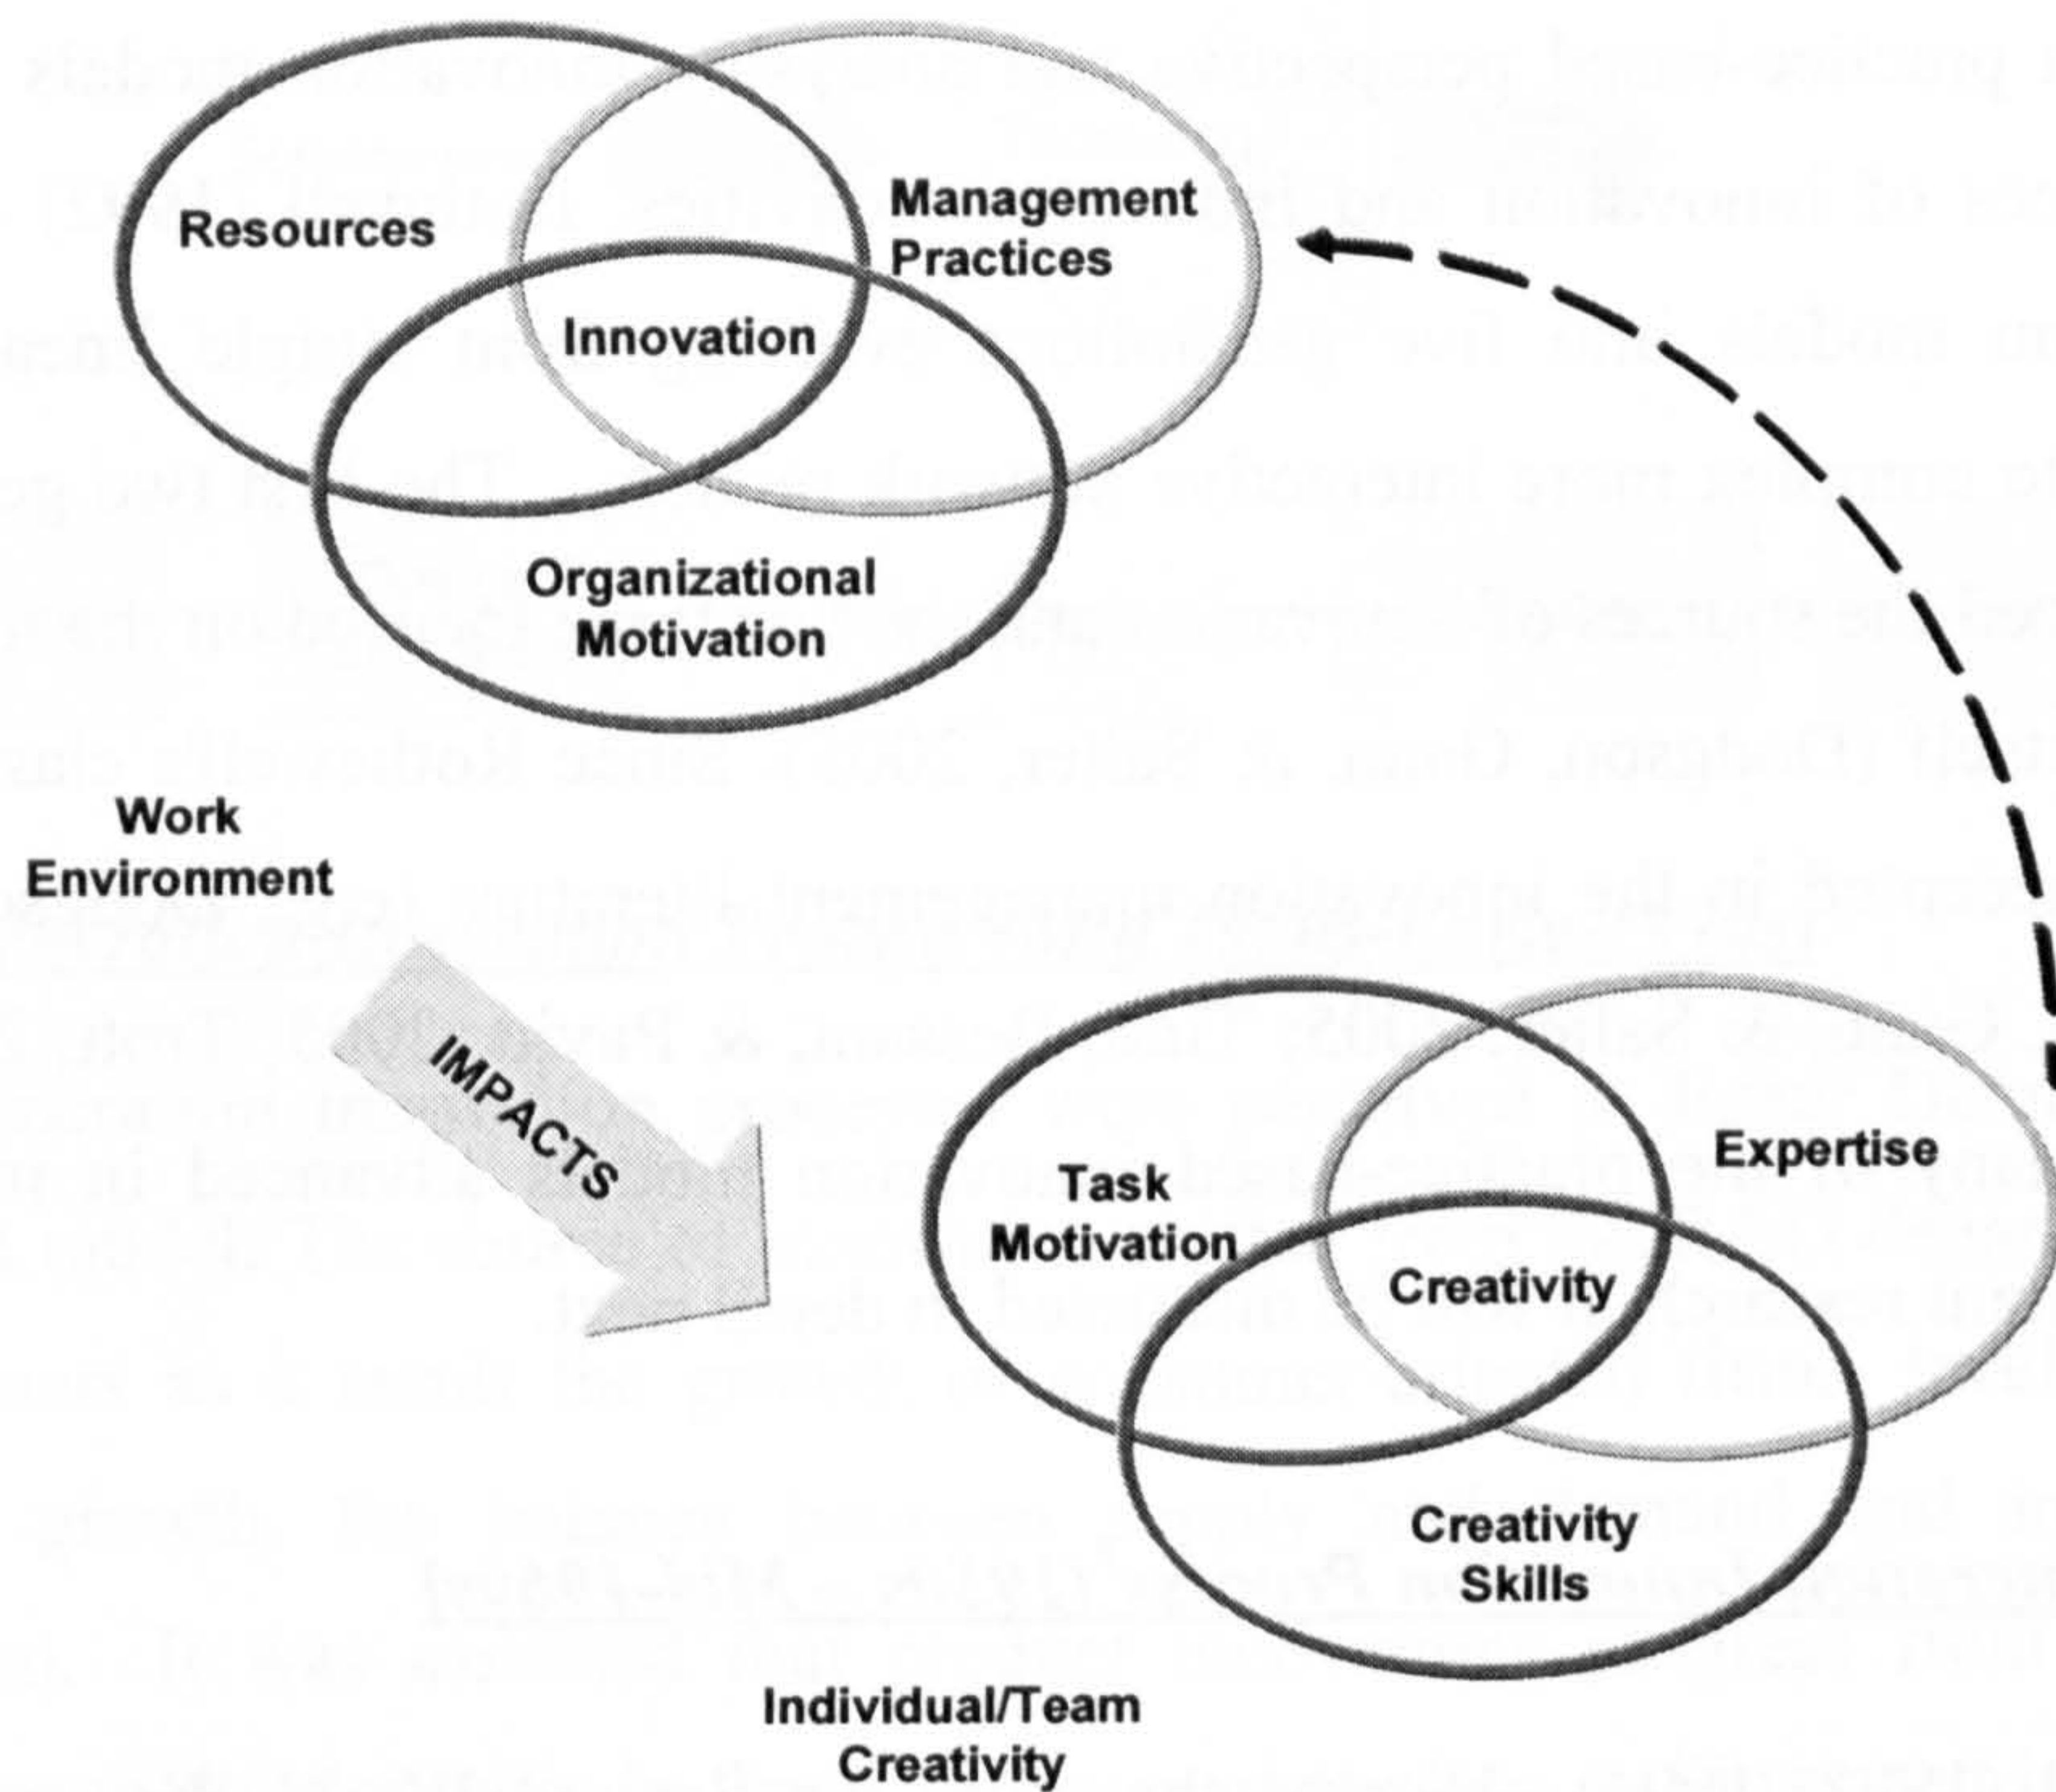 Resources
Management
Practices
Innovation
Organizational
Motivation
Work
Environment
IMPACTS
Task
Motivation
Expertise
Creativity
Creativity
Skills
Individual/Team
Creativity